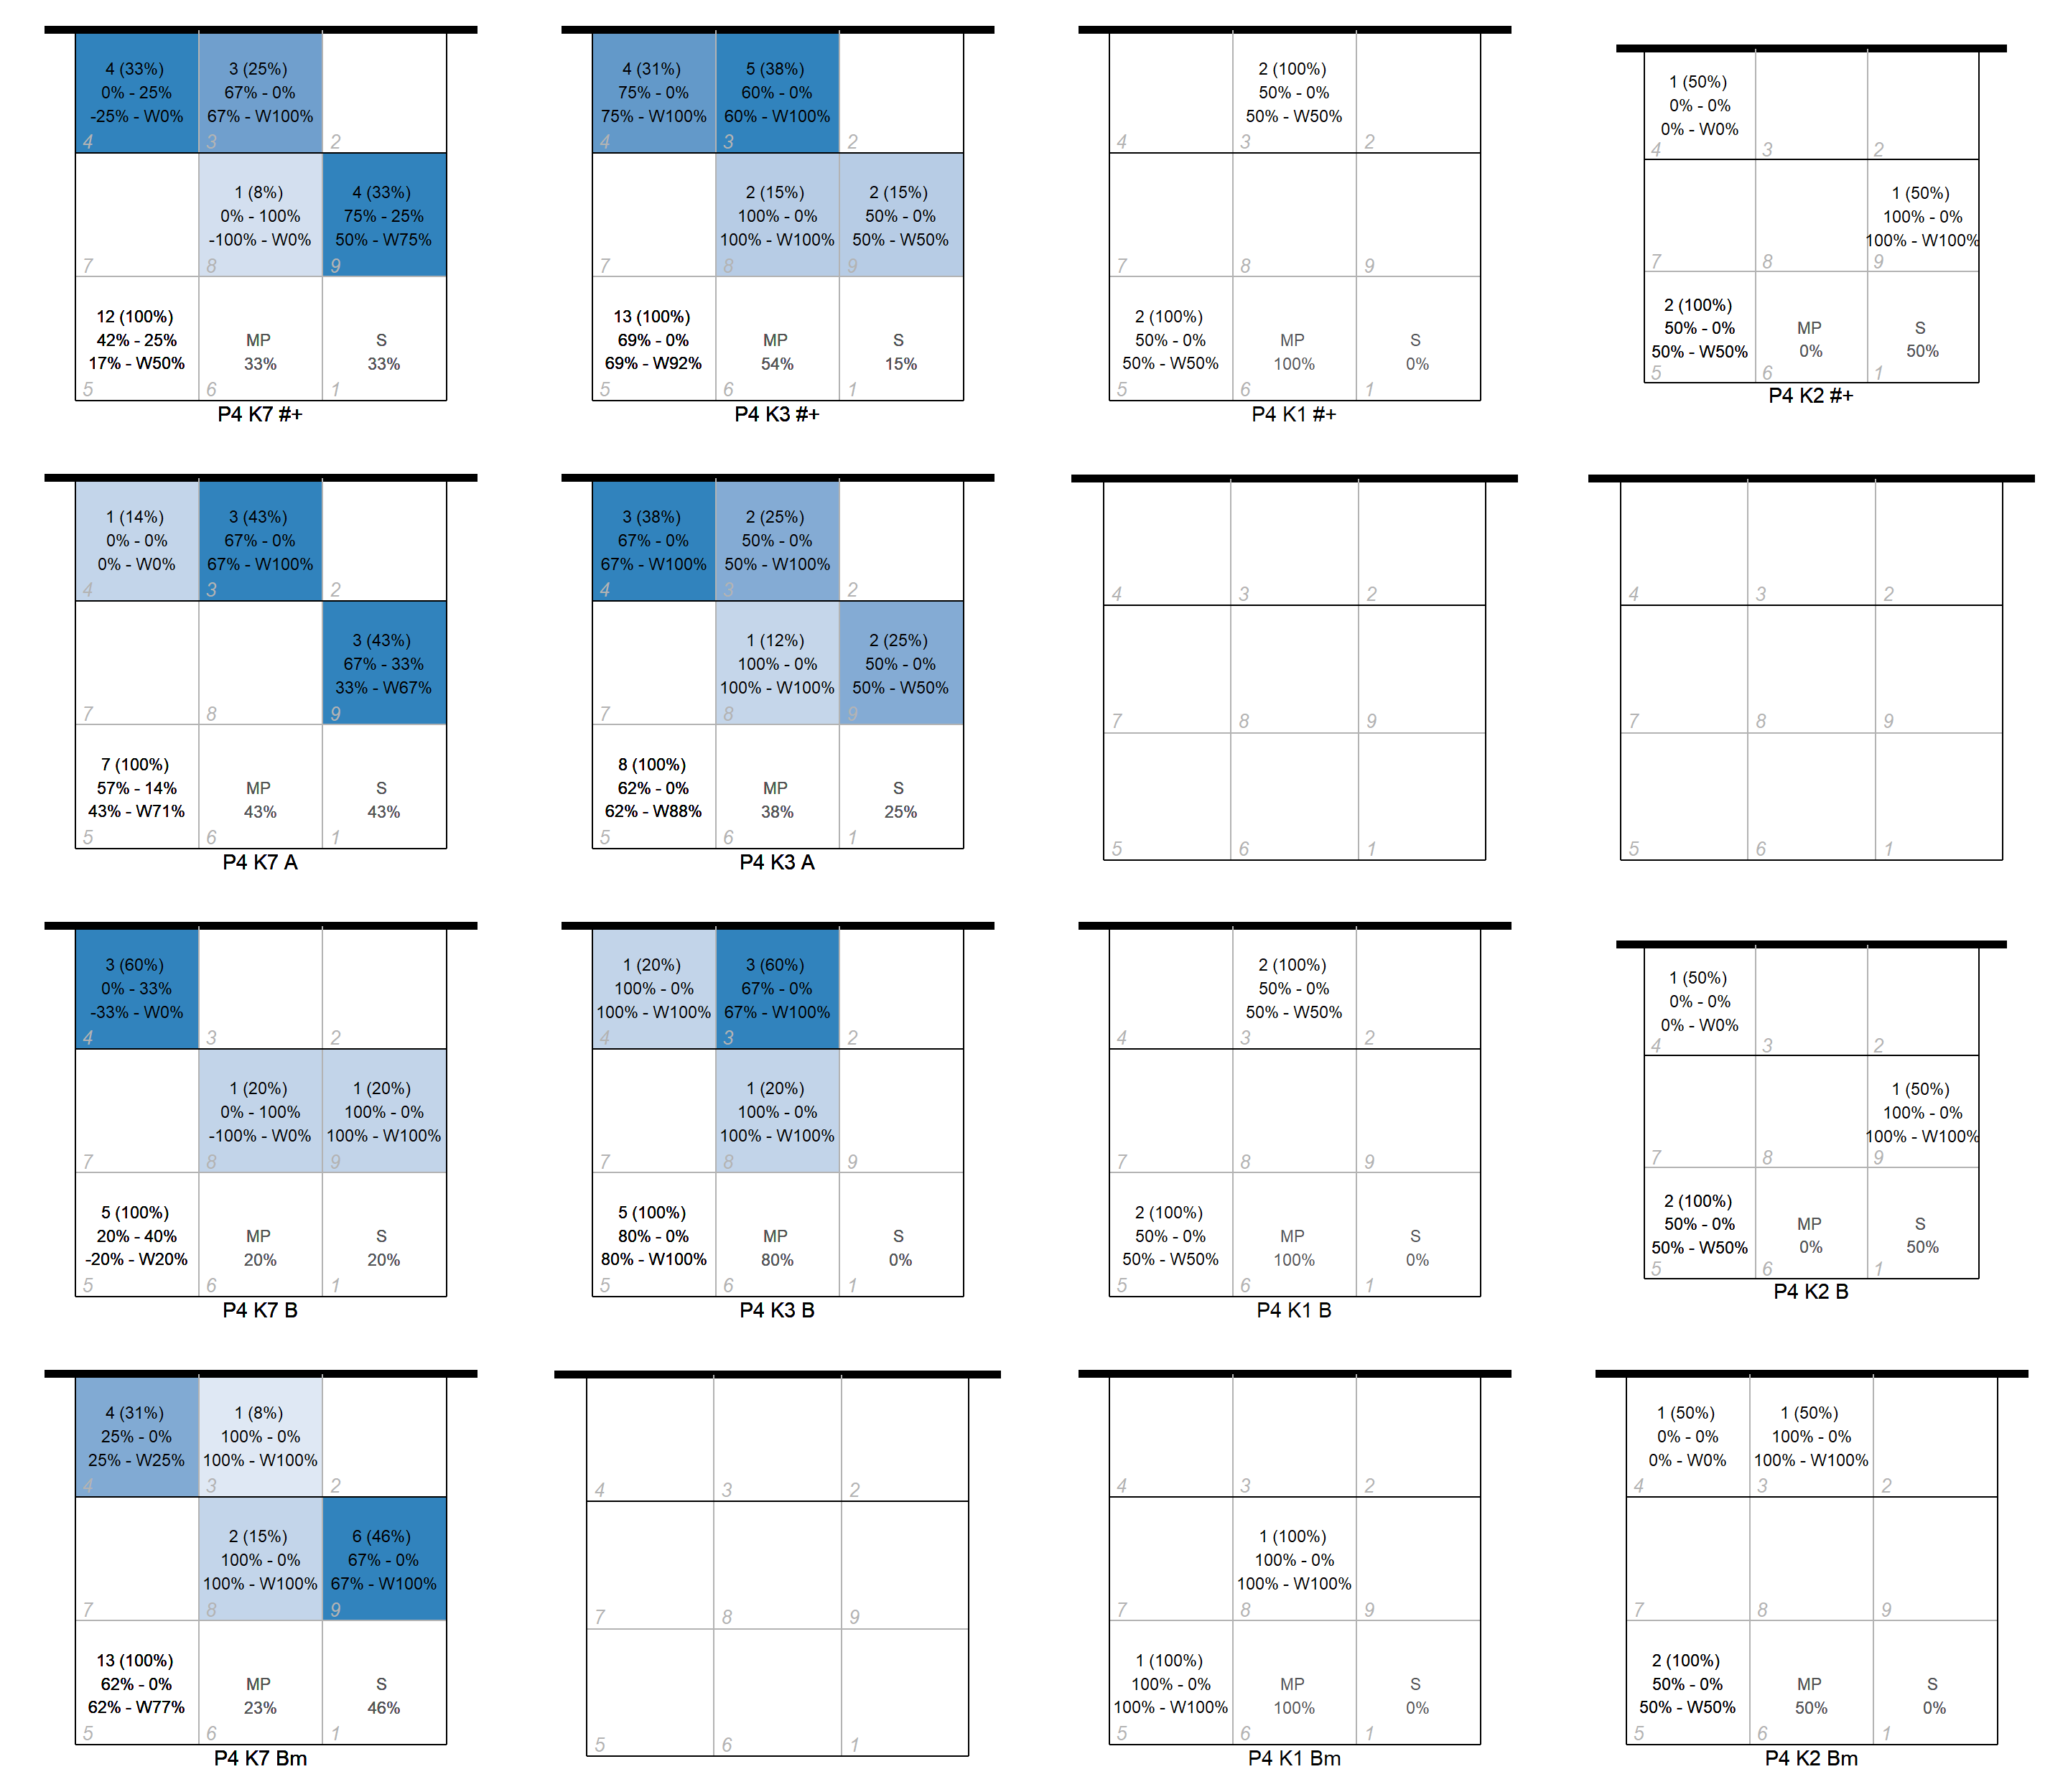 4 (33%)
0% - 25%
-25% - W0%
4
3 (25%)
67% - 0%
67% - W100%
3
2
7
1 (8%)
0% - 100%
-100% - W0%
8
4 (33%)
75% - 25%
50% - W75%
9
12 (100%)
42% - 25%
17% - W50%
5
MP
33%
6
S
33%
1
P4 K7 #+
4 (31%)
75% - 0%
75% - W100%
4
5 (38%)
60% - 0%
60% - W100%
3
2
7
2 (15%)
100% - 0%
100% - W100%
8
2 (15%)
50% - 0%
50% - W50%
9
13 (100%)
69% - 0%
69% - W92%
5
MP
54%
6
S
15%
1
P4 K3 #+
4
2 (100%)
50% - 0%
50% - W50%
3
2
7
8
9
2 (100%)
50% - 0%
50% - W50%
5
MP
100%
6
S
0%
1
P4 K1 #+
1 (50%)
0% - 0%
0% - W0%
4
3
2
7
8
1 (50%)
100% - 0%
100% - W100%
9
2 (100%)
50% - 0%
50% - W50%
5
MP
0%
6
S
50%
1
P4 K2 #+
1 (14%)
0% - 0%
0% - W0%
4
3 (43%)
67% - 0%
67% - W100%
3
2
7
8
3 (43%)
67% - 33%
33% - W67%
9
7 (100%)
57% - 14%
43% - W71%
5
MP
43%
6
S
43%
1
P4 K7 A
3 (38%)
67% - 0%
67% - W100%
4
2 (25%)
50% - 0%
50% - W100%
3
2
7
1 (12%)
100% - 0%
100% - W100%
8
2 (25%)
50% - 0%
50% - W50%
9
8 (100%)
62% - 0%
62% - W88%
5
MP
38%
6
S
25%
1
P4 K3 A
4
3
2
7
8
9
5
6
1
4
3
2
7
8
9
5
6
1
3 (60%)
0% - 33%
-33% - W0%
4
3
2
7
1 (20%)
0% - 100%
-100% - W0%
8
1 (20%)
100% - 0%
100% - W100%
9
5 (100%)
20% - 40%
-20% - W20%
5
MP
20%
6
S
20%
1
P4 K7 B
1 (20%)
100% - 0%
100% - W100%
4
3 (60%)
67% - 0%
67% - W100%
3
2
7
1 (20%)
100% - 0%
100% - W100%
8
9
5 (100%)
80% - 0%
80% - W100%
5
MP
80%
6
S
0%
1
P4 K3 B
4
2 (100%)
50% - 0%
50% - W50%
3
2
7
8
9
2 (100%)
50% - 0%
50% - W50%
5
MP
100%
6
S
0%
1
P4 K1 B
1 (50%)
0% - 0%
0% - W0%
4
3
2
7
8
1 (50%)
100% - 0%
100% - W100%
9
2 (100%)
50% - 0%
50% - W50%
5
MP
0%
6
S
50%
1
P4 K2 B
4 (31%)
25% - 0%
25% - W25%
4
1 (8%)
100% - 0%
100% - W100%
3
2
7
2 (15%)
100% - 0%
100% - W100%
8
6 (46%)
67% - 0%
67% - W100%
9
13 (100%)
62% - 0%
62% - W77%
5
MP
23%
6
S
46%
1
P4 K7 Bm
4
3
2
7
8
9
5
6
1
4
3
2
7
1 (100%)
100% - 0%
100% - W100%
8
9
1 (100%)
100% - 0%
100% - W100%
5
MP
100%
6
S
0%
1
P4 K1 Bm
1 (50%)
0% - 0%
0% - W0%
4
1 (50%)
100% - 0%
100% - W100%
3
2
7
8
9
2 (100%)
50% - 0%
50% - W50%
5
MP
50%
6
S
0%
1
P4 K2 Bm